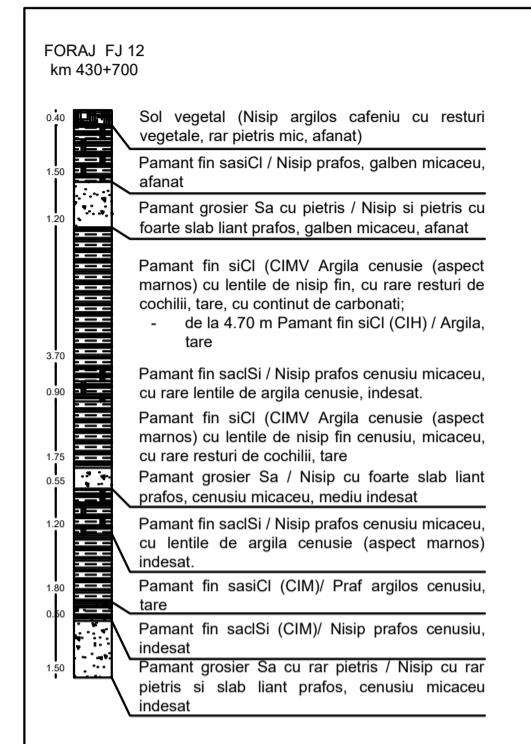 FORAJ FJ 12
km 430+700
0.40
Sol vegetal (Nisip argilos cafeniu cu resturi
vegetale, rar pietris mic, afanat)
1.50
Pamant fin sasiCl / Nisip prafos, galben micaceu,
afanat
1.20
Pamant grosier Sa cu pietris / Nisip si pietris cu
foarte slab liant prafos, galben micaceu, afanat
Pamant fin siCl (CIMV Argila cenusie (aspect
marnos) cu lentile de nisip fin, cu rare resturi de
cochilii, tare, cu continut de carbonati;
- de la 4.70 m Pamant fin siCl (CIH) / Argila,
tare
3.70
Pamant fin saclSi / Nisip prafos cenusiu micaceu,
cu rare lentile de argila cenusie, indesat.
0.90
Pamant fin siCl (CIMV Argila cenusie (aspect
marnos) cu lentile de nisip fin cenusiu, micaceu,
cu rare resturi de cochilii, tare
1.75
Pamant grosier Sa / Nisip cu foarte slab liant
prafos, cenusiu micaceu, mediu indesat
0.55
1.20
Pamant fin saclSi / Nisip prafos cenusiu micaceu,
cu lentile de argila cenusie (aspect marnos)
indesat.
1.80
Pamant fin sasiCl (CIM)/ Praf argilos cenusiu,
tare
0.60
Pamant fin saclSi (CIM)/ Nisip prafos cenusiu,
indesat
1.50
Pamant grosier Sa cu rar pietris / Nisip cu rar
pietris si slab liant prafos, cenusiu micaceu
indesat